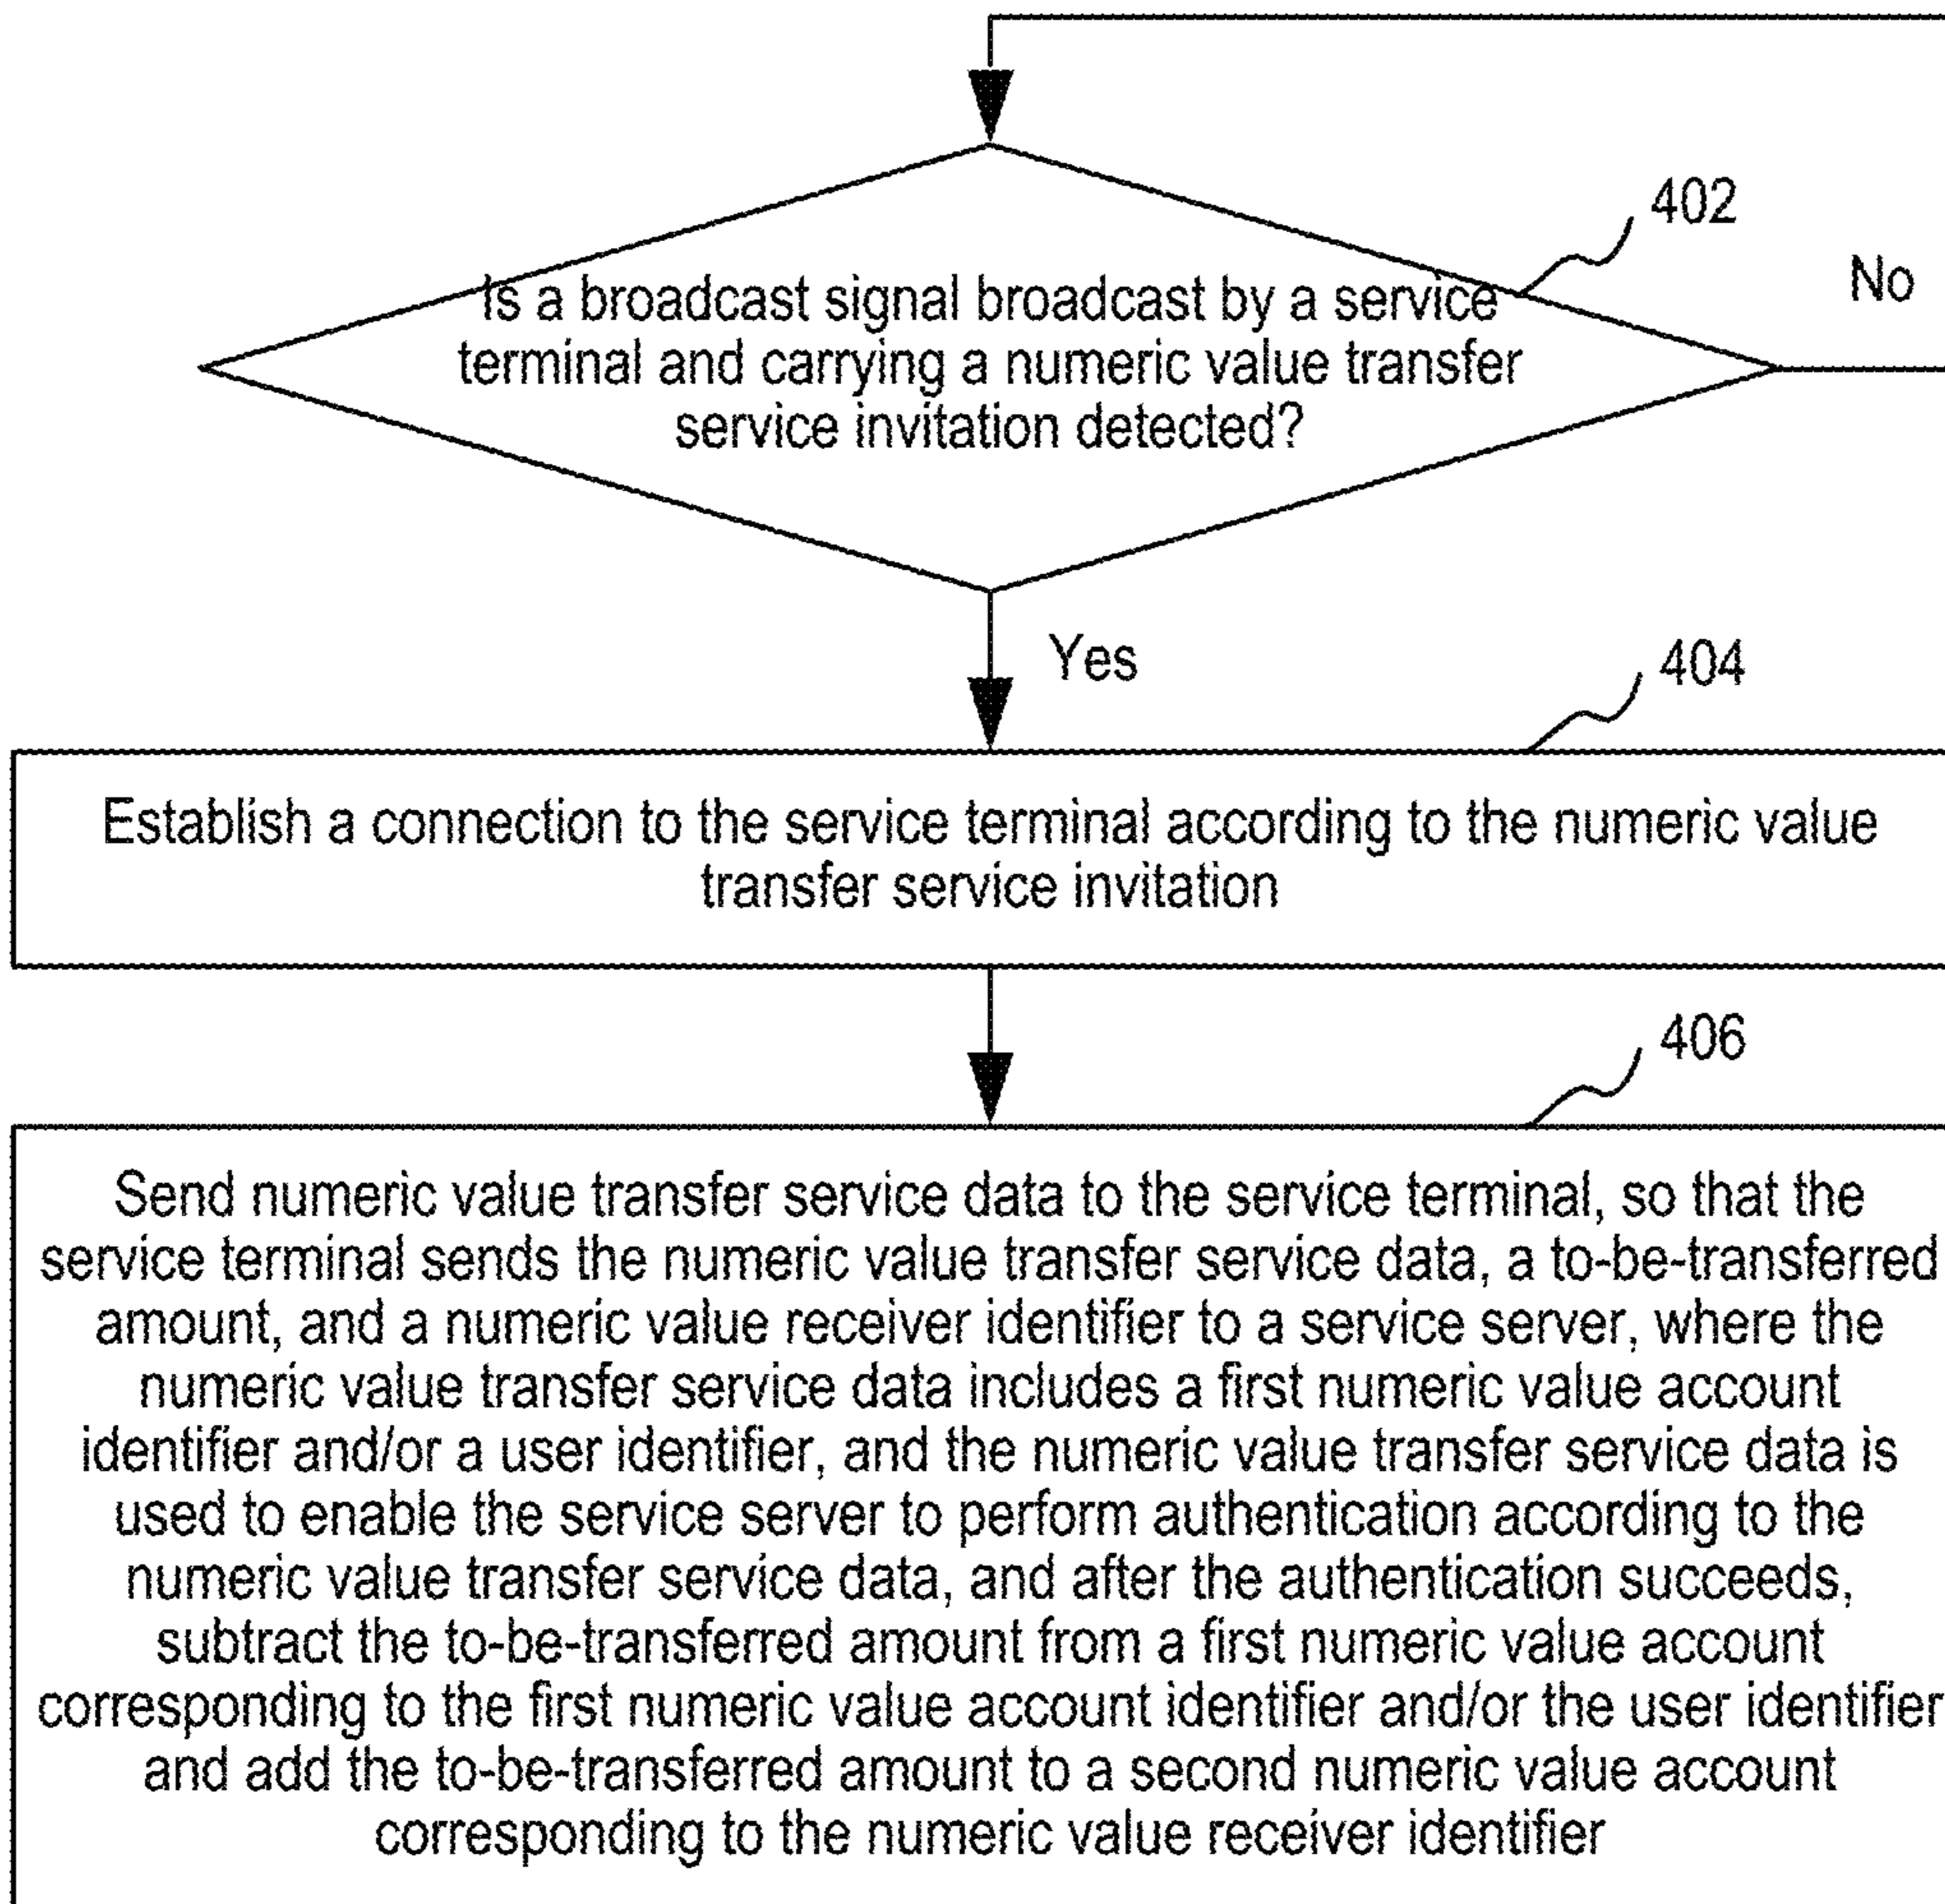 402
No
Is a broadcast signal broadcast by a service
terminal and carrying a numeric value transfer
service invitation detected?
Yes
404
Establish a connection to the service terminal according to the numeric value
transfer service invitation
406
Send numeric value transfer service data to the service terminal, so that the
service terminal sends the numeric value transfer service data, a to-be-transferred
amount, and a numeric value receiver identifier to a service server, where the
numeric value transfer service data includes a first numeric value account
identifier and/or a user identifier, and the numeric value transfer service data is
used to enable the service server to perform authentication according to the
numeric value transfer service data, and after the authentication succeeds,
subtract the to-be-transferred amount from a first numeric value account
corresponding to the first numeric value account identifier and/or the user identifier
and add the to-be-transferred amount to a second numeric value account
corresponding to the numeric value receiver identifier